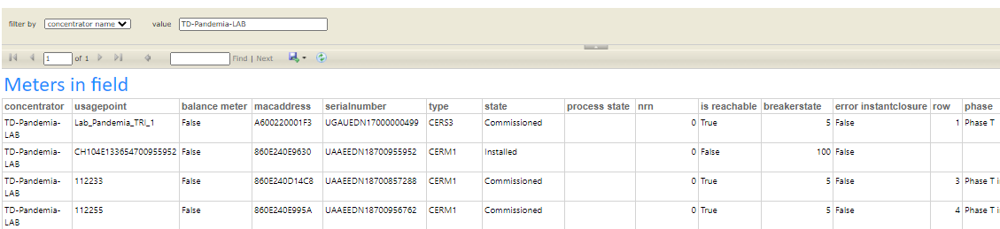 filter by concentrator name value TD-Pandemia-LAB
1 of 1 Find | Next
Meters in field
concentrator usagepoint balance meter macaddress serialnumber type state process state nrn is reachable breakerstate error instantclosure row phase
TD-Pandemia- Lab_Pandemia_TRI_1 False A600220001F3 UGAUEDN17000000499 CERS3 Commissioned 0 True 5 False 1 Phase T
LAB
TD-Pandemia- CH104E133654700955952 False 860E240E9630 UAAEEDN18700955952 CERM1 Installed 0 False 100 False
LAB
TD-Pandemia- 112233 False 860E240D14C8 UAAEEDN18700857288 CERM1 Commissioned 0 True 5 False 3 Phase T i
LAB
TD-Pandemia- 112255 False 860E240E995A UAAEEDN18700956762 CERM1 Commissioned 0 True 5 False 4 Phase T i
LAB